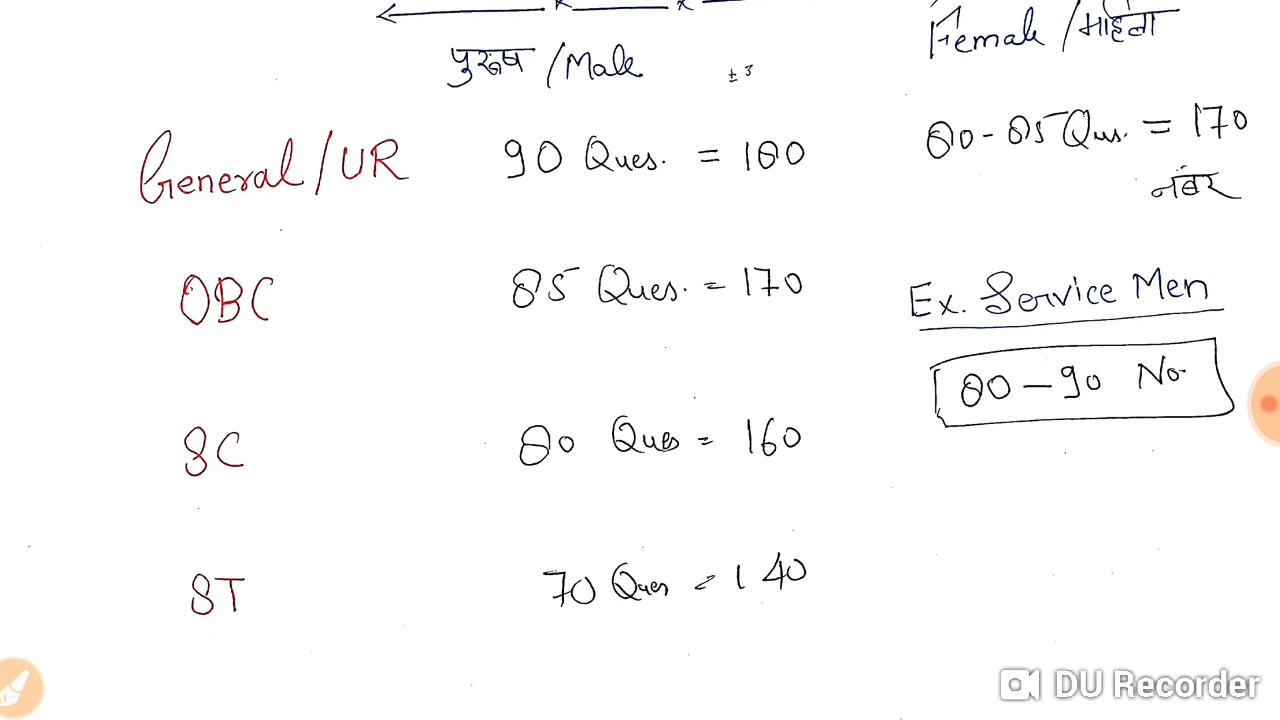 पुरुष /Male ±3
Female /महिला
General/UR 90 Ques. = 180
80-85 Qus. = 170
नंबर
OBC 85 Ques. = 170
Ex. Service Men
80-90 No
SC 80 Ques = 160
ST 70 Ques = 140
DU Recorder